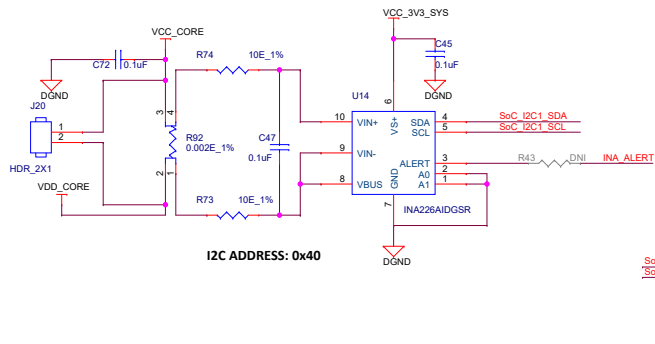 VCC_3V3_SYS
VCC_CORE
C72
0.1uF
R74
10E_1%
C45
0.1uF
DGND
DGND
J20
1
2
HDR_2X1
3
4
R92
0.002E_1%
2
1
C47
0.1uF
U14
6
10
VIN+
VS+
SDA
4
SoC_I2C1_SDA
SCL
5
SoC_I2C1_SCL
9
VIN-
ALERT
3
R43
DNI
INA_ALERT
8
VBUS
GND
A0
2
A1
1
7
INA226AIDGSR
VDD_CORE
R73
10E_1%
I2C ADDRESS: 0x40
DGND
So
So